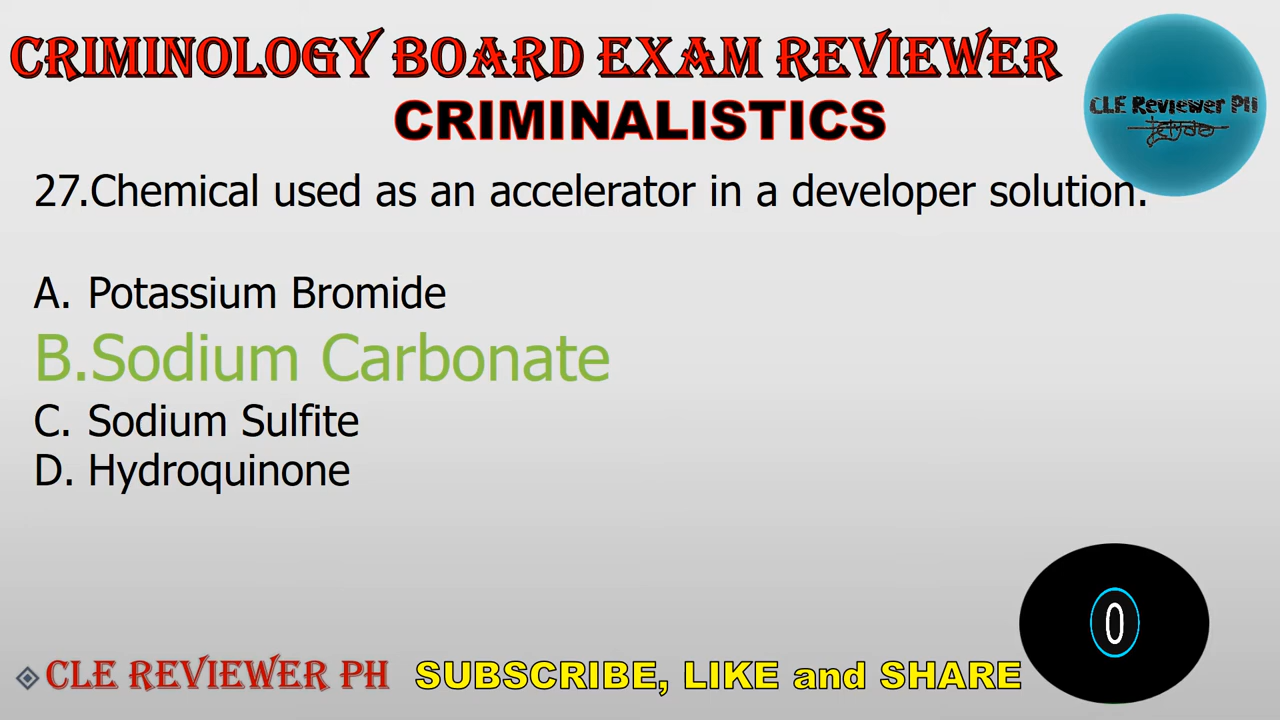 CRIMINOLOGY BOARD EXAM REVIEWER
CRIMINALISTICS
CLE Reviewer PH
27.Chemical used as an accelerator in a developer solution.
A. Potassium Bromide
B.Sodium Carbonate
C. Sodium Sulfite
D. Hydroquinone
0
CLE REVIEWER PH SUBSCRIBE, LIKE and SHARE